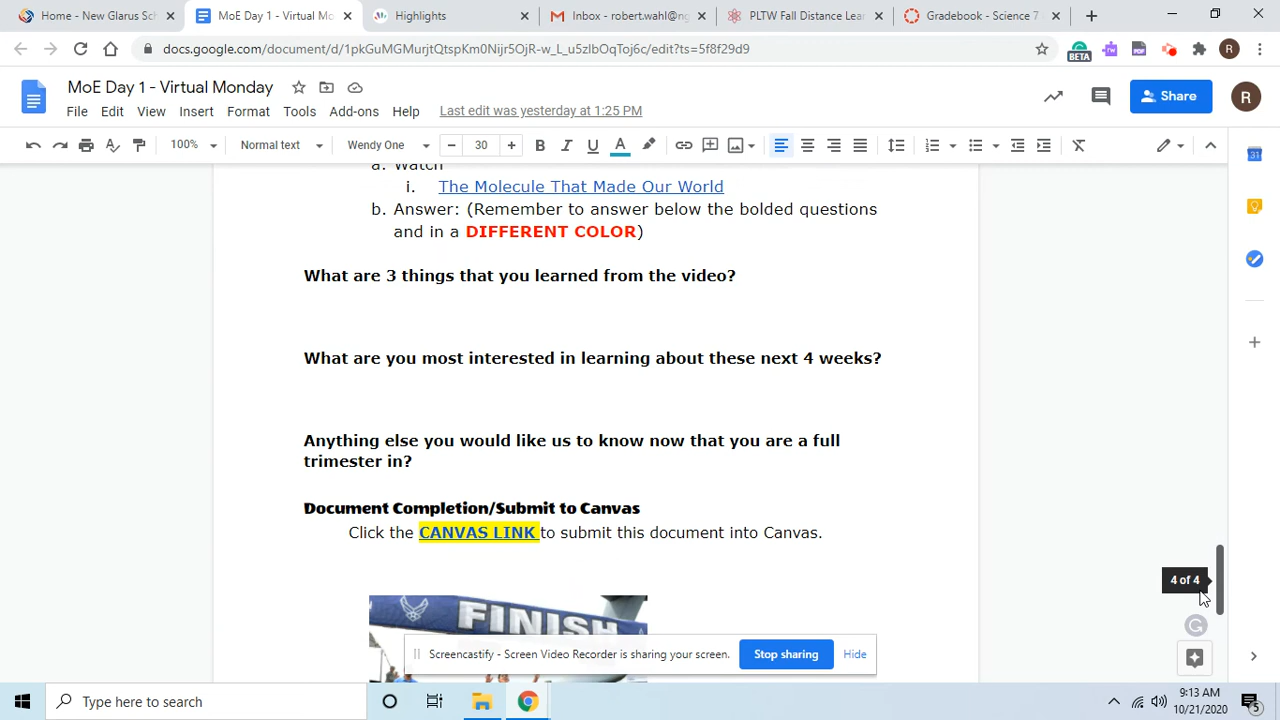 Home - New Glarus Sch
MoE Day 1 - Virtual Mo
Highlights
Inbox - robert.wahl@ng
PLTW Fall Distance Lea
Gradebook - Science 7
docs.google.com/document/d/1pkGuMGMurjtQtspKm0Nijr5OjR-w_L_u5zIbOqToj6c/edit?ts=5f8f29d9
BETA
PDF
R
MoE Day 1 - Virtual Monday
File Edit View Insert Format Tools Add-ons Help Last edit was yesterday at 1:25 PM
Share
R
100% Normal text Wendy One 30 B I U A
31
a. Watch
i. The Molecule That Made Our World
b. Answer: (Remember to answer below the bolded questions
and in a DIFFERENT COLOR)
What are 3 things that you learned from the video?
What are you most interested in learning about these next 4 weeks?
Anything else you would like us to know now that you are a full
trimester in?
Document Completion/Submit to Canvas
Click the CANVAS LINK to submit this document into Canvas.
4 of 4
FINISH
Screencastify - Screen Video Recorder is sharing your screen. Stop sharing Hide
Type here to search
9:13 AM
10/21/2020
5